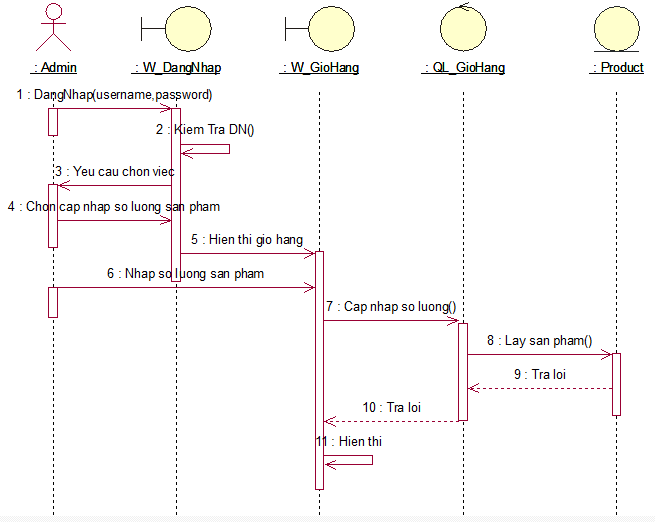 : Admin
: W_DangNhap
: W_GioHang
: QL_GioHang
: Product
1 : DangNhap(username,password)
2 : Kiem Tra DN()
3 : Yeu cau chon viec
4 : Chon cap nhap so luong san pham
5 : Hien thi gio hang
6 : Nhap so luong san pham
7 : Cap nhap so luong()
8 : Lay san pham()
9 : Tra loi
10 : Tra loi
11 : Hien thi